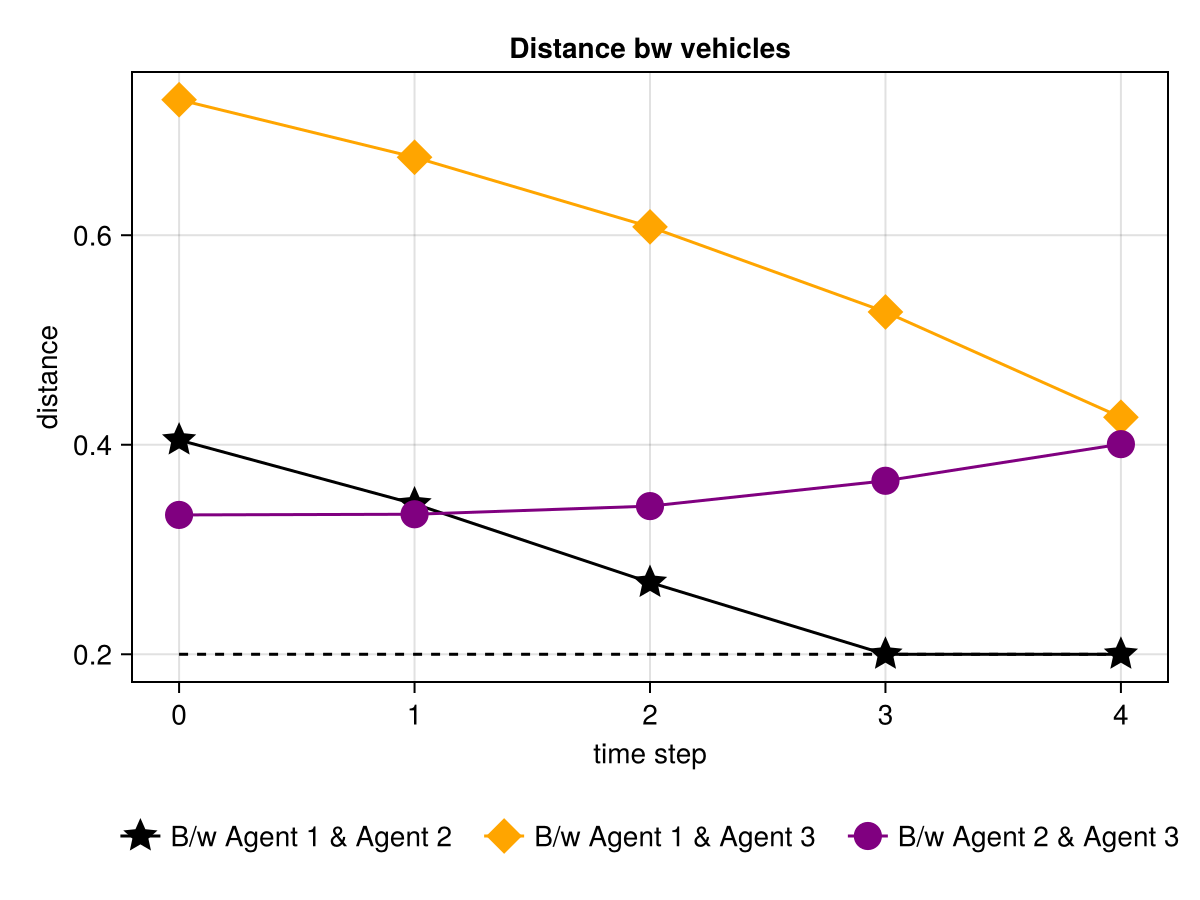 Distance bw vehicles
distance
0.6
0.4
0.2
0 1 2 3 4
time step
B/w Agent 1 & Agent 2 B/w Agent 1 & Agent 3 B/w Agent 2 & Agent 3